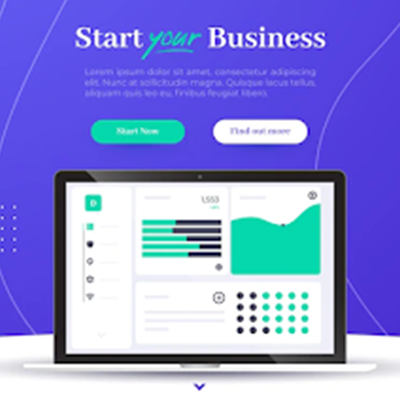 Start your Business
Lorem ipsum dolor sit amet, consectetur adipiscing
elit. Nunc at sollicitudin magna. Quisque lacus tellus,
aliquam quis leo eu, finibus feugiat libero.
Start Now
Find out more
1,553
D